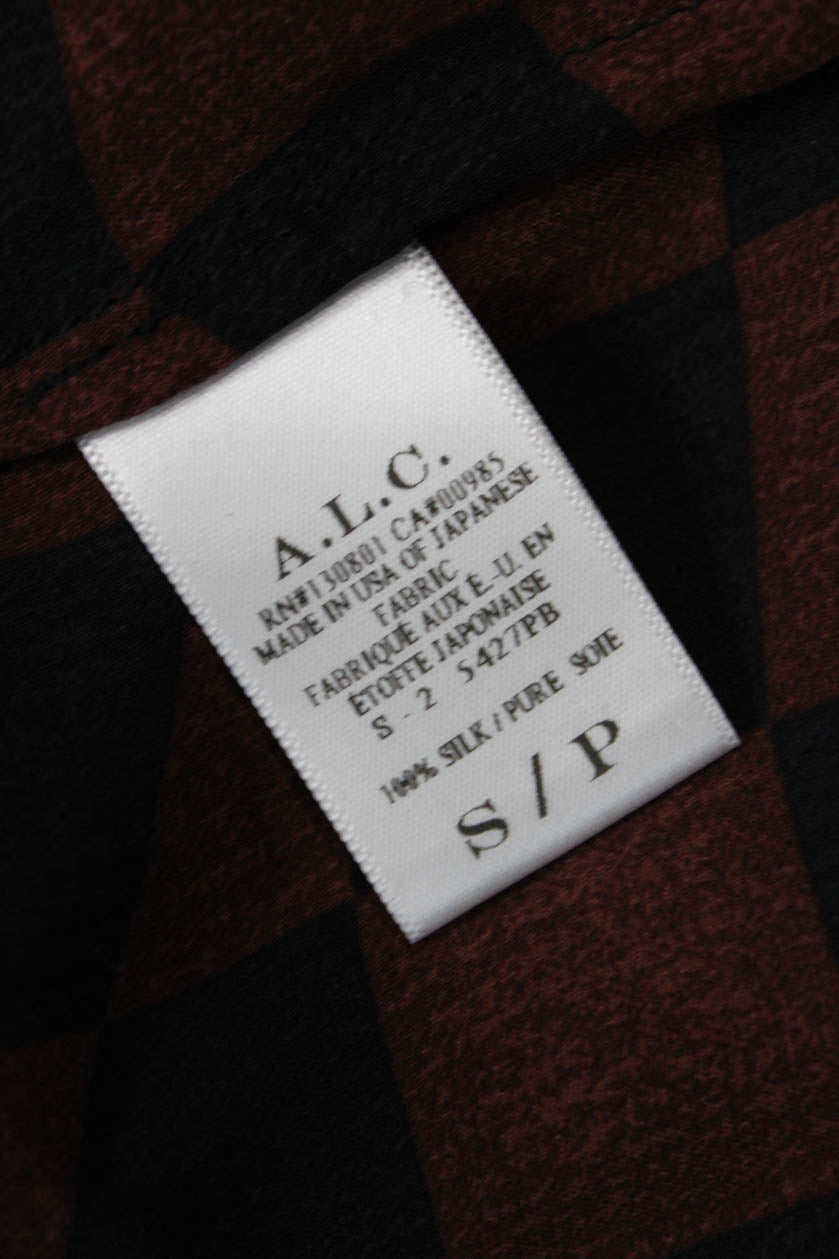 A.L.C.
RN#130801 CA#00985
MADE IN USA OF JAPANESE
FABRIC
FABRIQUÉ AUX É.-U. EN
ÉTOFFE JAPONAISE
S - 2 5427PB
100% SILK / PURE SOIE
S / P